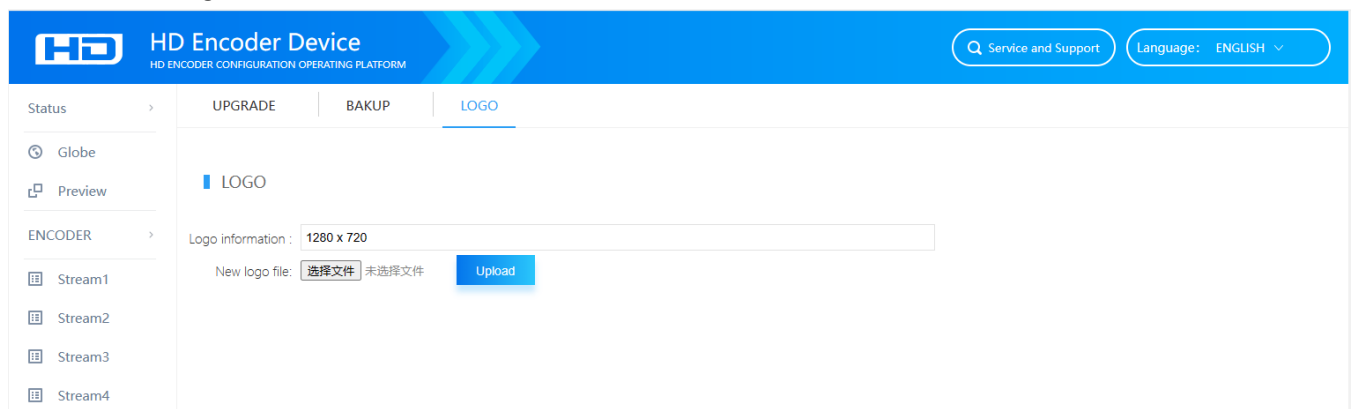 HD
HD Encoder Device
HD ENCODER CONFIGURATION OPERATING PLATFORM
Service and Support
Language: ENGLISH
Status
UPGRADE
BAKUP
LOGO
Globe
Preview
LOGO
ENCODER
Logo information : 1280 x 720
New logo file: 选择文件 未选择文件 Upload
Stream1
Stream2
Stream3
Stream4